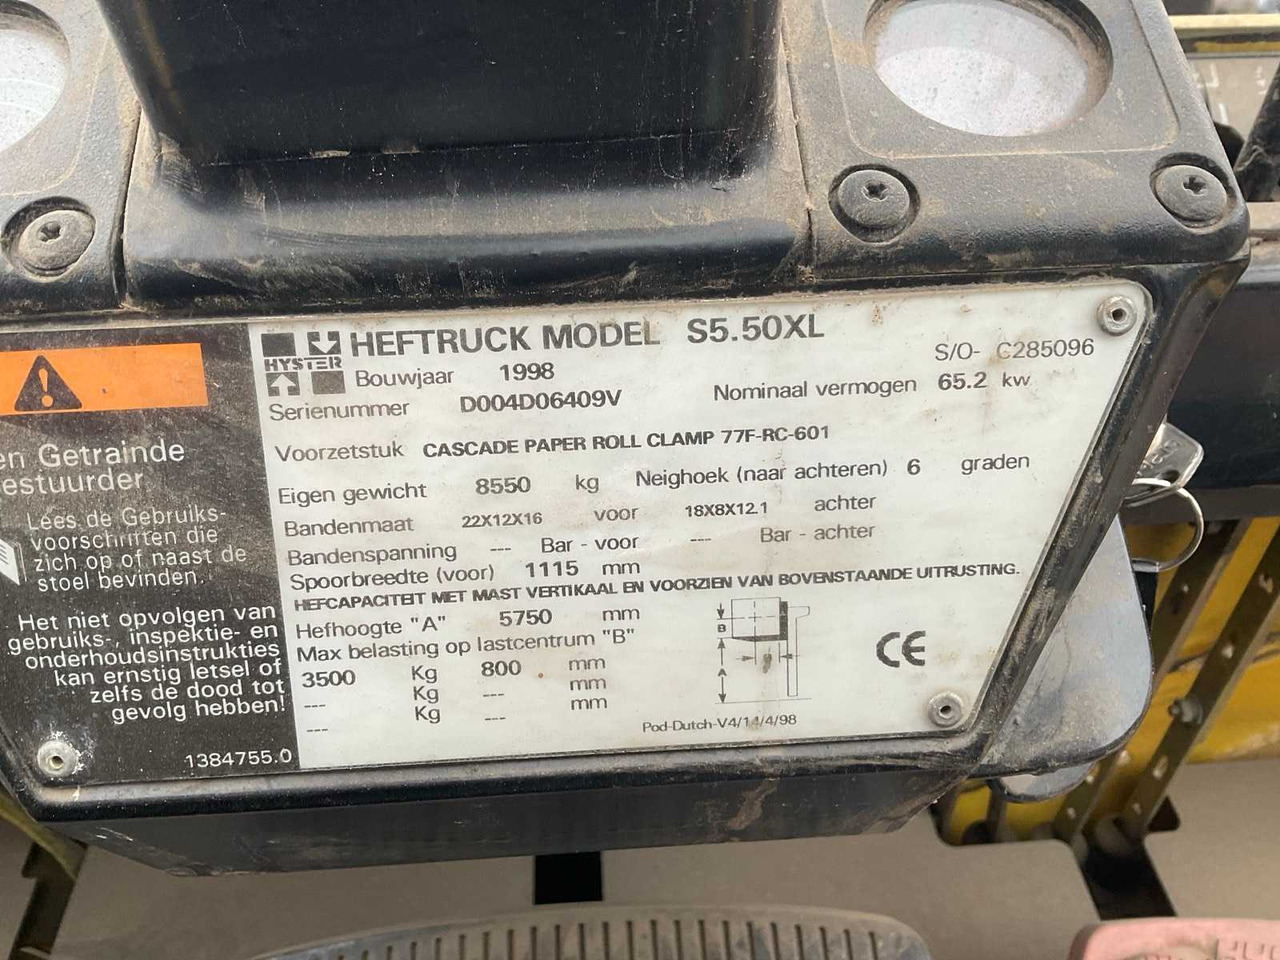 HYSTER
HEFTRUCK MODEL S5.50XL
S/O- C285096
Bouwjaar 1998
Nominaal vermogen 65.2 kw
Serienummer D004D06409V
Voorzetstuk CASCADE PAPER ROLL CLAMP 77F-RC-601
Eigen gewicht 8550 kg Neighoek (naar achteren) 6 graden
Bandenmaat 22X12X16 voor 18X8X12.1 achter
Bandenspanning --- Bar - voor --- Bar - achter
Spoorbreedte (voor) 1115 mm
HEFCAPACITEIT MET MAST VERTIKAAL EN VOORZIEN VAN BOVENSTAANDE UITRUSTING.
Hefhoogte "A" 5750 mm
Max belasting op lastcentrum "B"
3500 Kg 800 mm
--- Kg --- mm
--- Kg --- mm
B
A
CE
Pod-Dutch-V4/14/4/98
en Getrainde
estuurder
Lees de Gebruiks-
voorschriften die
zich op of naast de
stoel bevinden.
Het niet opvolgen van
gebruiks-, inspektie- en
onderhoudsinstrukties
kan ernstig letsel of
zelfs de dood tot
gevolg hebben!
1384755.0